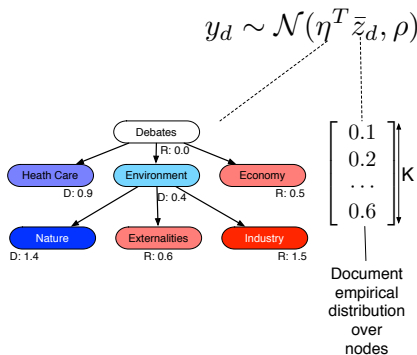 y_d ∼ N(η^T z̄_d, ρ)
Debates
R: 0.0
Heath Care
Environment
Economy
D: 0.9
D: 0.4
R: 0.5
Nature
Externalities
Industry
D: 1.4
R: 0.6
R: 1.5
0.1
0.2
...
0.6
K
Document
empirical
distribution
over
nodes